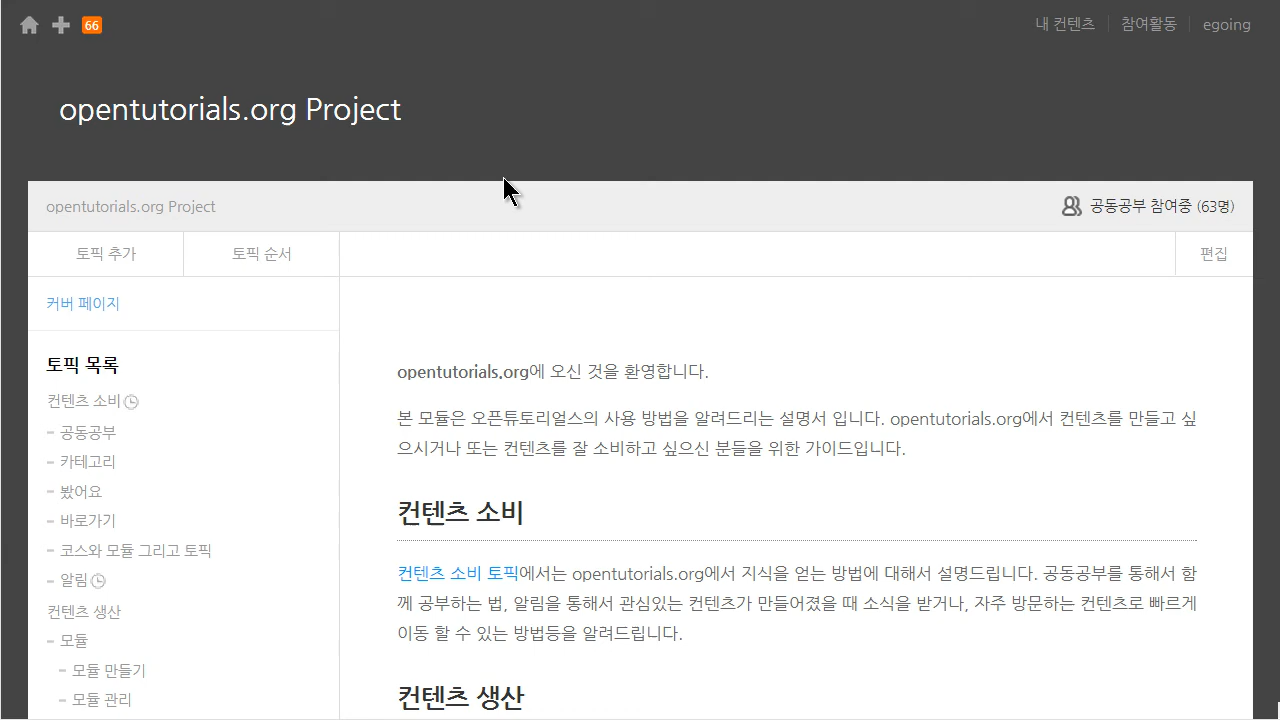 66
내 컨텐츠 참여활동 egoing
opentutorials.org Project
opentutorials.org Project
공동공부 참여중 (63명)
토픽 추가 토픽 순서 편집
커버 페이지
토픽 목록
컨텐츠 소비
- 공동공부
- 카테고리
- 봤어요
- 바로가기
- 코스와 모듈 그리고 토픽
- 알림
컨텐츠 생산
- 모듈
- 모듈 만들기
- 모듈 관리
opentutorials.org에 오신 것을 환영합니다.
본 모듈은 오픈튜토리얼스의 사용 방법을 알려드리는 설명서 입니다. opentutorials.org에서 컨텐츠를 만들고 싶
으시거나 또는 컨텐츠를 잘 소비하고 싶으신 분들을 위한 가이드입니다.
컨텐츠 소비
컨텐츠 소비 토픽에서는 opentutorials.org에서 지식을 얻는 방법에 대해서 설명드립니다. 공동공부를 통해서 함
께 공부하는 법, 알림을 통해서 관심있는 컨텐츠가 만들어졌을 때 소식을 받거나, 자주 방문하는 컨텐츠로 빠르게
이동 할 수 있는 방법등을 알려드립니다.
컨텐츠 생산